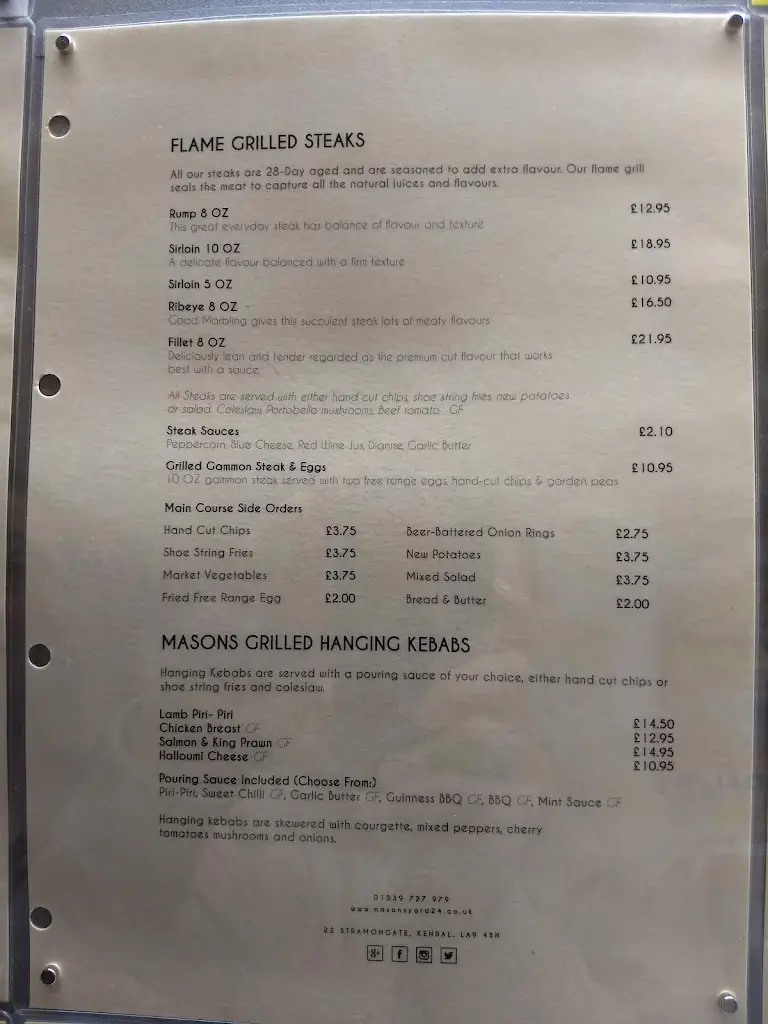 FLAME GRILLED STEAKS
All our steaks are 28-Day aged and are seasoned to add extra flavour. Our flame grill
seals the meat to capture all the natural juices and flavours.
Rump 8 OZ £12.95
This great everyday steak has balance of flavour and texture
Sirloin 10 OZ £18.95
A delicate flavour balanced with a firm texture
Sirloin 5 OZ £10.95
Ribeye 8 OZ £16.50
Good Marbling gives this succulent steak lots of meaty flavours
Fillet 8 OZ £21.95
Deliciously lean and tender regarded as the premium cut flavour that works
best with a sauce.
All Steaks are served with either hand cut chips, shoe string fries, new potatoes
or salad. Coleslaw, Portobello mushrooms, Beef tomato. GF
Steak Sauces £2.10
Peppercorn, Blue Cheese, Red Wine Jus, Dianne, Garlic Butter
Grilled Gammon Steak & Eggs £10.95
10 OZ gammon steak served with two free range eggs, hand-cut chips & garden peas
Main Course Side Orders
Hand Cut Chips £3.75 Beer-Battered Onion Rings £2.75
Shoe String Fries £3.75 New Potatoes £3.75
Market Vegetables £3.75 Mixed Salad £3.75
Fried Free Range Egg £2.00 Bread & Butter £2.00
MASONS GRILLED HANGING KEBABS
Hanging Kebabs are served with a pouring sauce of your choice, either hand cut chips or
shoe string fries and coleslaw.
Lamb Piri- Piri £14.50
Chicken Breast GF £12.95
Salmon & King Prawn GF £14.95
Halloumi Cheese GF £10.95
Pouring Sauce Included (Choose From:)
Piri-Piri, Sweet Chilli GF, Garlic Butter GF, Guinness BBQ GF, BBQ GF, Mint Sauce GF
Hanging kebabs are skewered with courgette, mixed peppers, cherry
tomatoes mushrooms and onions.
01539 727 979
www.masonsyard24.co.uk
22 STRAMONGATE, KENDAL, LA9 4BN